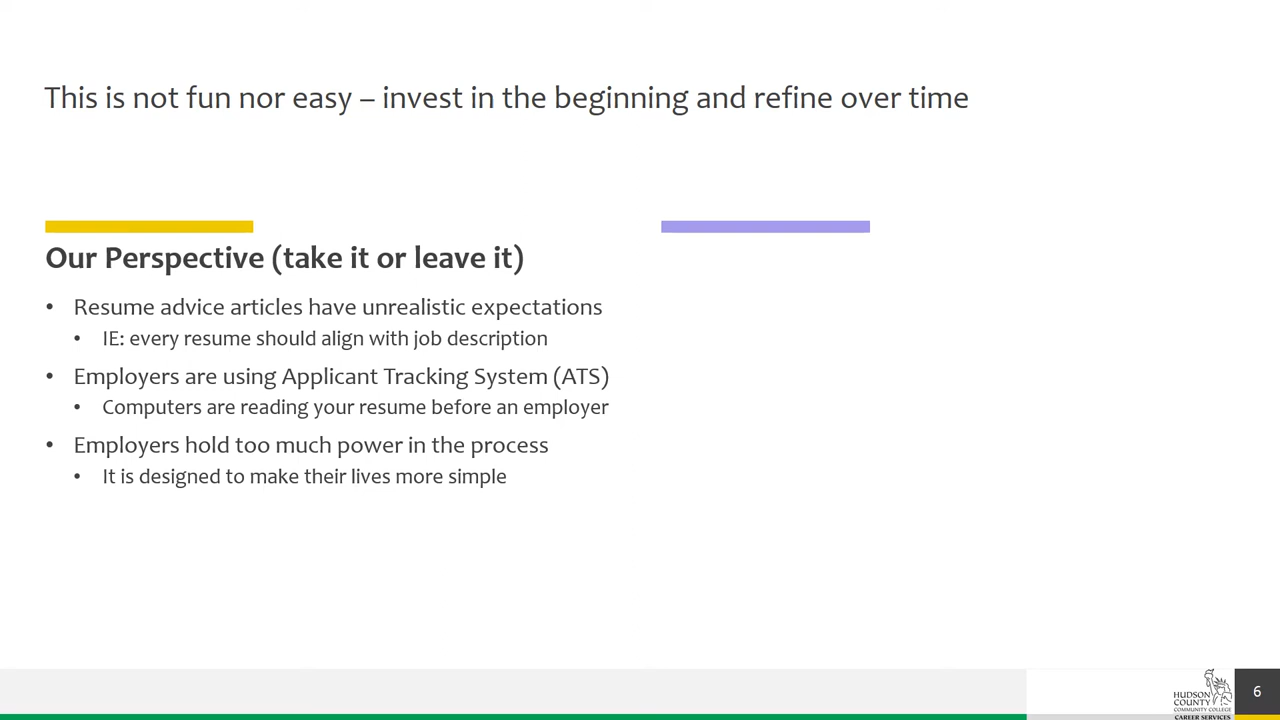 This is not fun nor easy – invest in the beginning and refine over time
Our Perspective (take it or leave it)
• Resume advice articles have unrealistic expectations
• IE: every resume should align with job description
• Employers are using Applicant Tracking System (ATS)
• Computers are reading your resume before an employer
• Employers hold too much power in the process
• It is designed to make their lives more simple
HUDSON
COUNTY
COMMUNITY COLLEGE
CAREER SERVICES
6